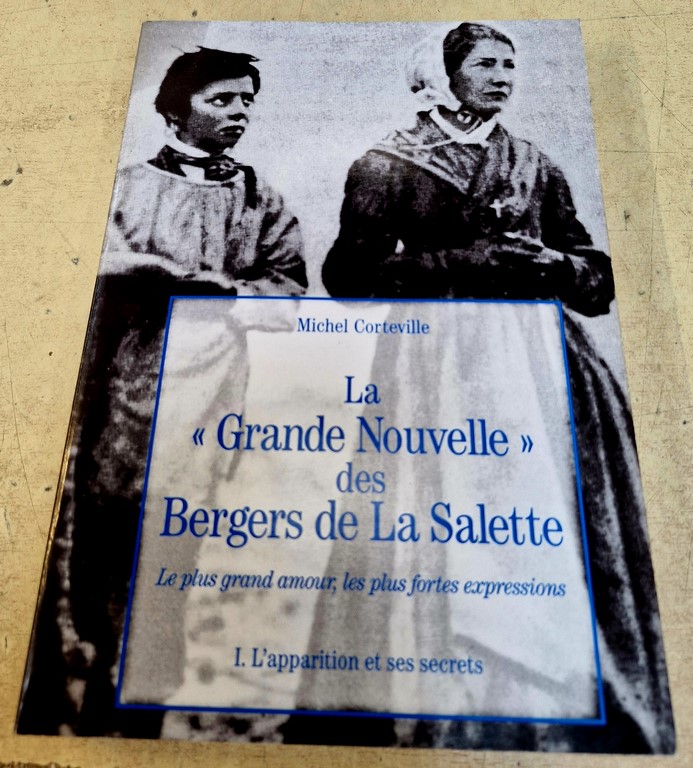 Michel Corteville
La
« Grande Nouvelle »
des
Bergers de La Salette
Le plus grand amour, les plus fortes expressions
I. L'apparition et ses secrets